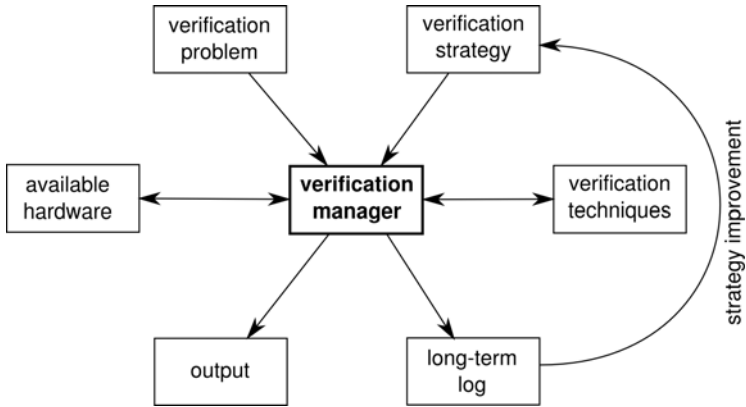 verification
problem
verification
strategy
available
hardware
verification
manager
verification
techniques
strategy improvement
output
long-term
log